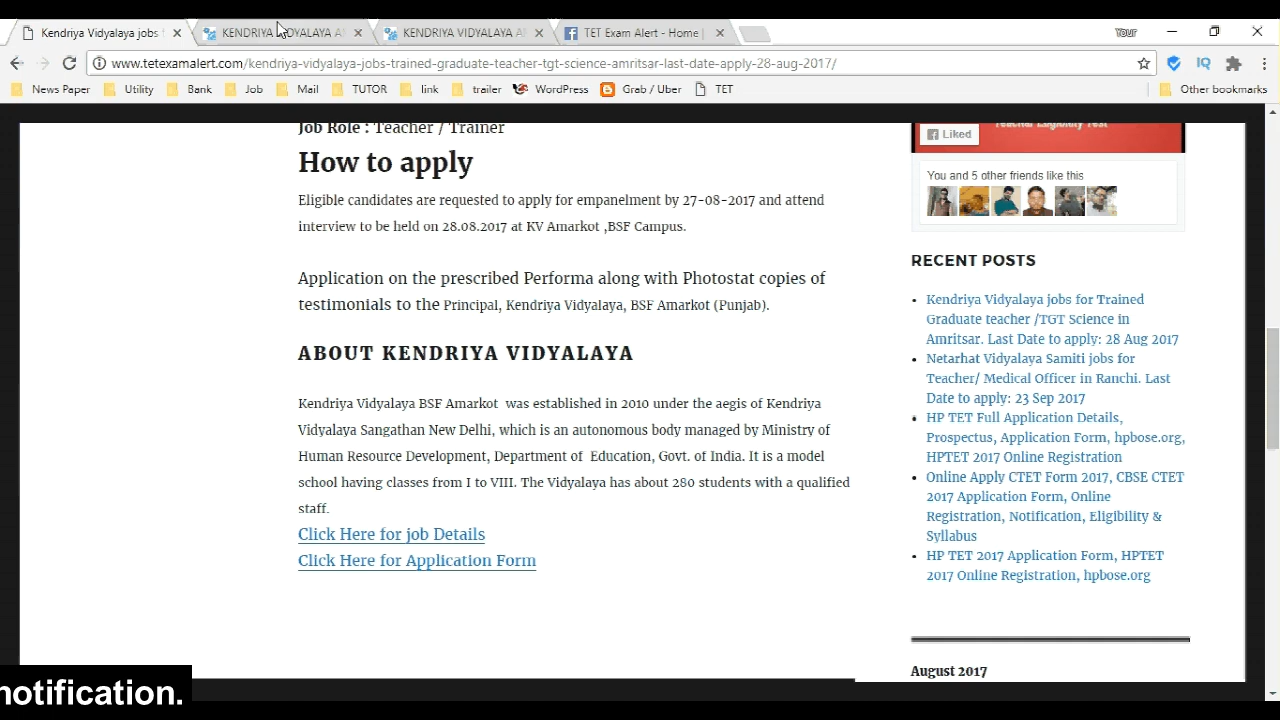 Kendriya Vidyalaya jobs
KENDRIYA VIDYALAYA A
KENDRIYA VIDYALAYA A
TET Exam Alert - Home |
Your
www.tetexamalert.com/kendriya-vidyalaya-jobs-trained-graduate-teacher-tgt-science-amritsar-last-date-apply-28-aug-2017/
IQ
News Paper
Utility
Bank
Job
Mail
TUTOR
link
trailer
WordPress
Grab / Uber
TET
Other bookmarks
Job Role : Teacher / Trainer
How to apply
Eligible candidates are requested to apply for empanelment by 27-08-2017 and attend
interview to be held on 28.08.2017 at KV Amarkot ,BSF Campus.
Application on the prescribed Performa along with Photostat copies of
testimonials to the Principal, Kendriya Vidyalaya, BSF Amarkot (Punjab).
ABOUT KENDRIYA VIDYALAYA
Kendriya Vidyalaya BSF Amarkot was established in 2010 under the aegis of Kendriya
Vidyalaya Sangathan New Delhi, which is an autonomous body managed by Ministry of
Human Resource Development, Department of Education, Govt. of India. It is a model
school having classes from I to VIII. The Vidyalaya has about 280 students with a qualified
staff.
Click Here for job Details
Click Here for Application Form
Teacher Eligibility Test
Liked
You and 5 other friends like this
RECENT POSTS
Kendriya Vidyalaya jobs for Trained
Graduate teacher /TGT Science in
Amritsar. Last Date to apply: 28 Aug 2017
Netarhat Vidyalaya Samiti jobs for
Teacher/ Medical Officer in Ranchi. Last
Date to apply: 23 Sep 2017
HP TET Full Application Details,
Prospectus, Application Form, hpbose.org,
HPTET 2017 Online Registration
Online Apply CTET Form 2017, CBSE CTET
2017 Application Form, Online
Registration, Notification, Eligibility &
Syllabus
HP TET 2017 Application Form, HPTET
2017 Online Registration, hpbose.org
August 2017
notification.